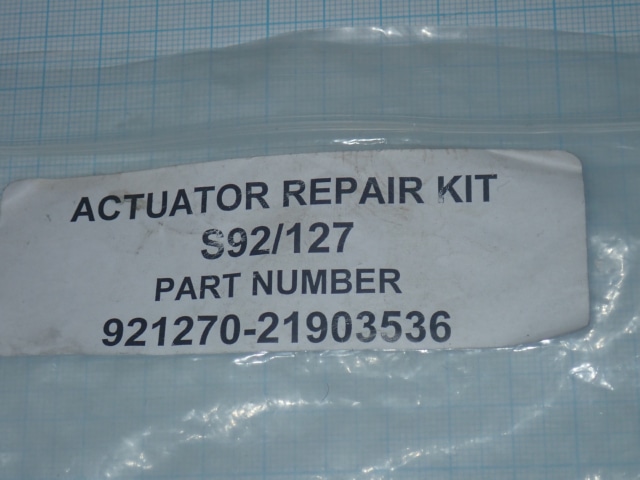 ACTUATOR REPAIR KIT
S92/127
PART NUMBER
921270-21903536